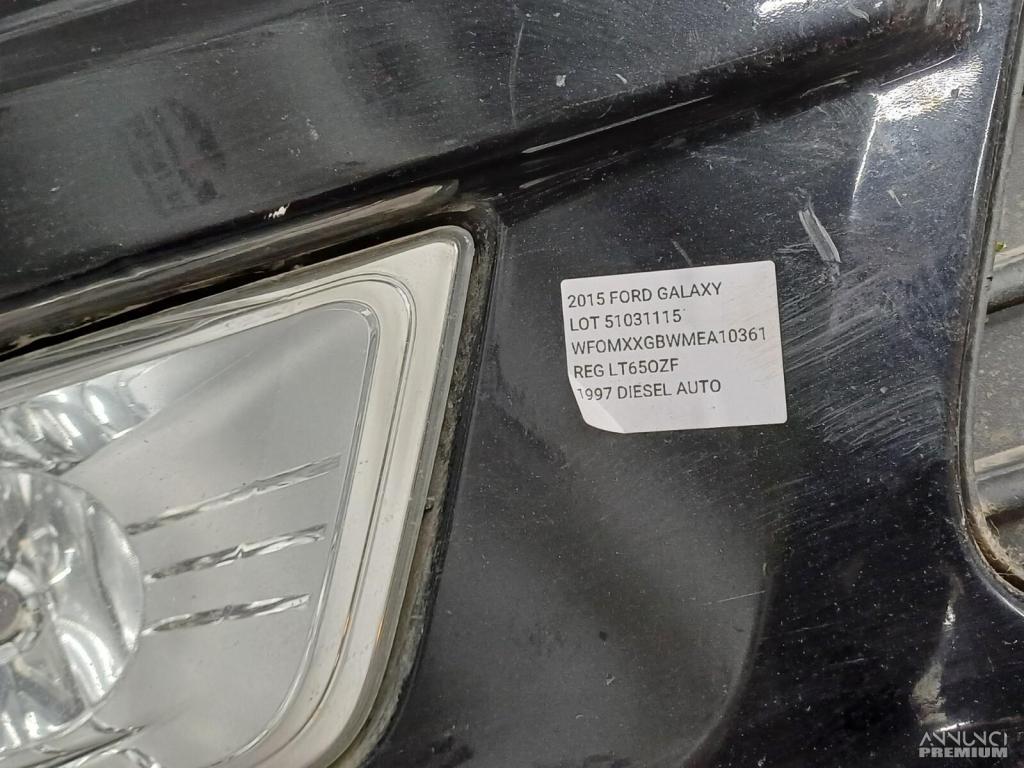 2015 FORD GALAXY
LOT 51031115
WFOMXXGBWMEA10361
REG LT65OZF
1997 DIESEL AUTO
ANNUNCI
PREMIUM